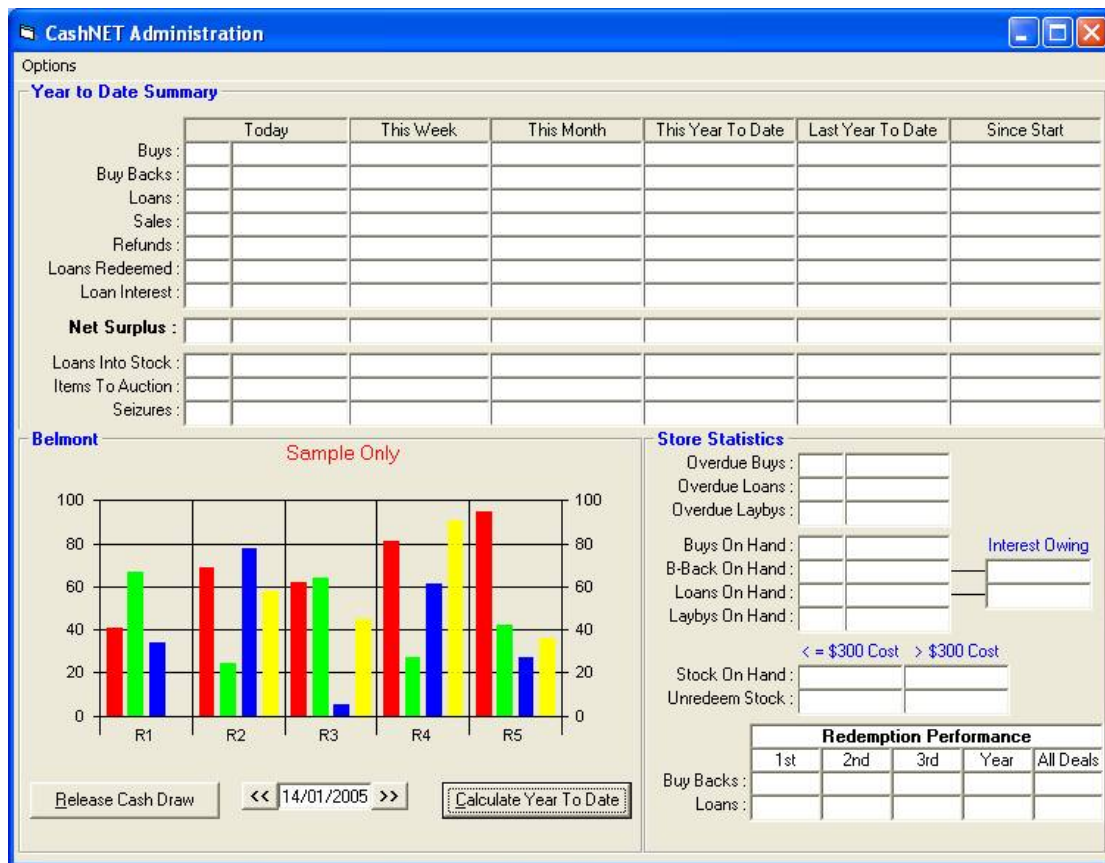 CashNET Administration
Options
Year to Date Summary
Today This Week This Month This Year To Date Last Year To Date Since Start
Buys :
Buy Backs :
Loans :
Sales :
Refunds :
Loans Redeemed :
Loan Interest :
Net Surplus :
Loans Into Stock :
Items To Auction :
Seizures :
Belmont
Sample Only
100 100
80 80
60 60
40 40
20 20
0 0
R1 R2 R3 R4 R5
Release Cash Draw << 14/01/2005 >> Calculate Year To Date
Store Statistics
Overdue Buys :
Overdue Loans :
Overdue Laybys :
Buys On Hand : Interest Owing
B-Back On Hand :
Loans On Hand :
Laybys On Hand :
< = $300 Cost > $300 Cost
Stock On Hand :
Unredeem Stock :
Redemption Performance
1st 2nd 3rd Year All Deals
Buy Backs :
Loans :